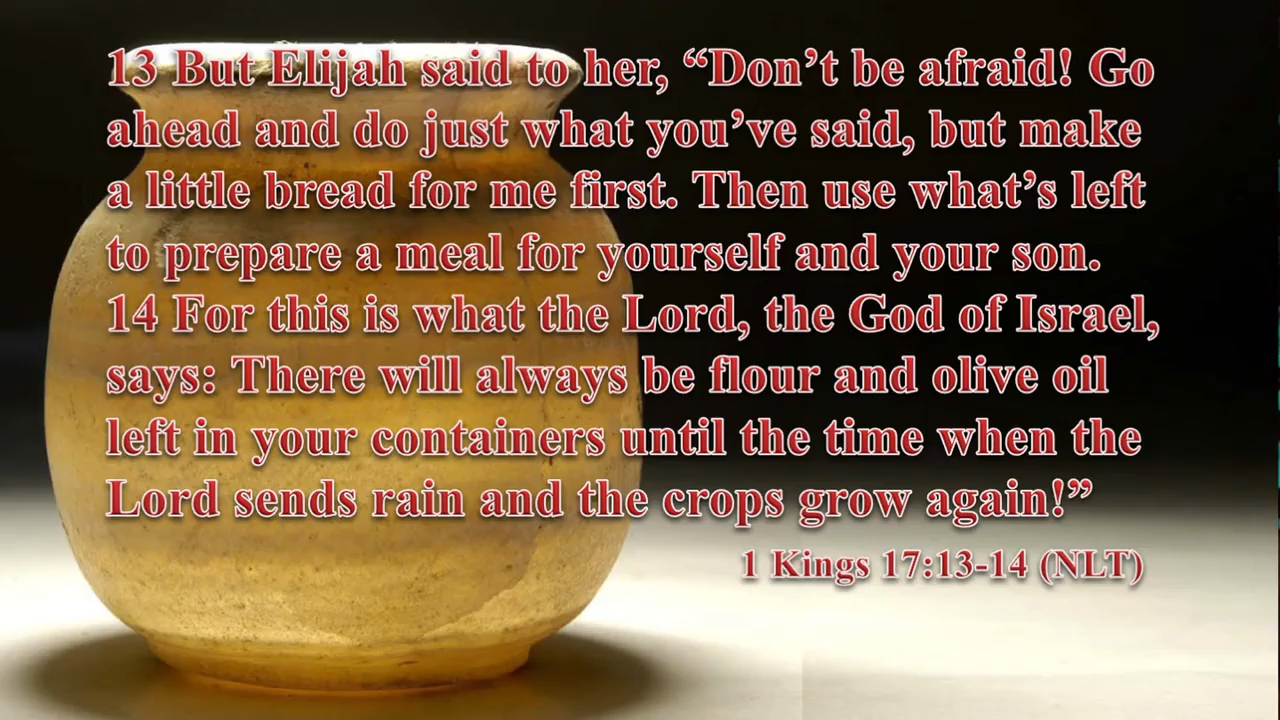 13 But Elijah said to her, “Don’t be afraid! Go
ahead and do just what you’ve said, but make
a little bread for me first. Then use what’s left
to prepare a meal for yourself and your son.
14 For this is what the Lord, the God of Israel,
says: There will always be flour and olive oil
left in your containers until the time when the
Lord sends rain and the crops grow again!”
1 Kings 17:13-14 (NLT)